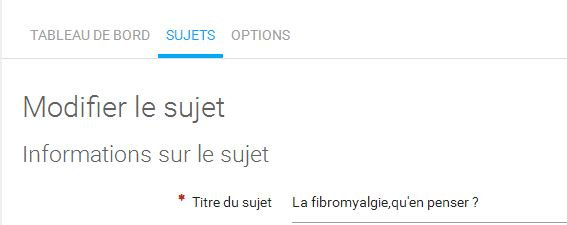 TABLEAU DE BORD SUJETS OPTIONS
Modifier le sujet
Informations sur le sujet
* Titre du sujet La fibromyalgie,qu'en penser ?